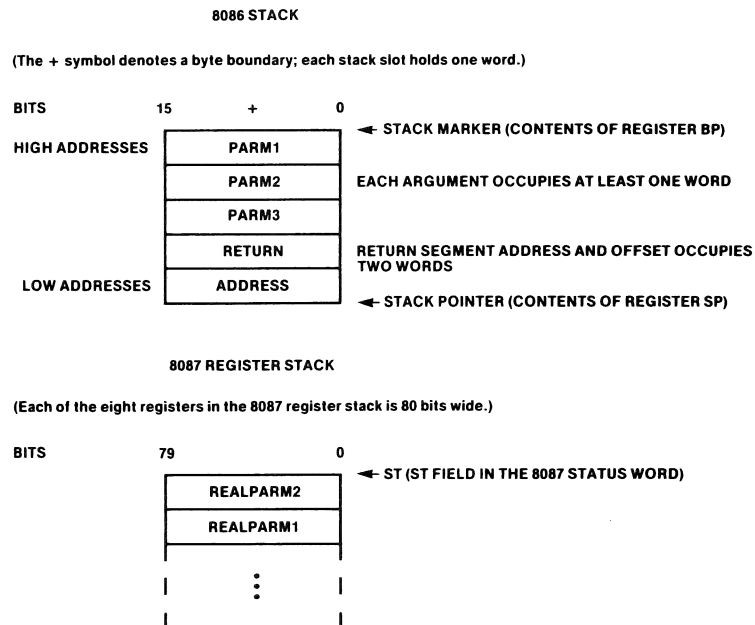 8086 STACK
(The + symbol denotes a byte boundary; each stack slot holds one word.)
BITS 15 + 0
STACK MARKER (CONTENTS OF REGISTER BP)
HIGH ADDRESSES PARM1
PARM2 EACH ARGUMENT OCCUPIES AT LEAST ONE WORD
PARM3
RETURN RETURN SEGMENT ADDRESS AND OFFSET OCCUPIES
TWO WORDS
LOW ADDRESSES ADDRESS
STACK POINTER (CONTENTS OF REGISTER SP)
8087 REGISTER STACK
(Each of the eight registers in the 8087 register stack is 80 bits wide.)
BITS 79 0
ST (ST FIELD IN THE 8087 STATUS WORD)
REALPARM2
REALPARM1